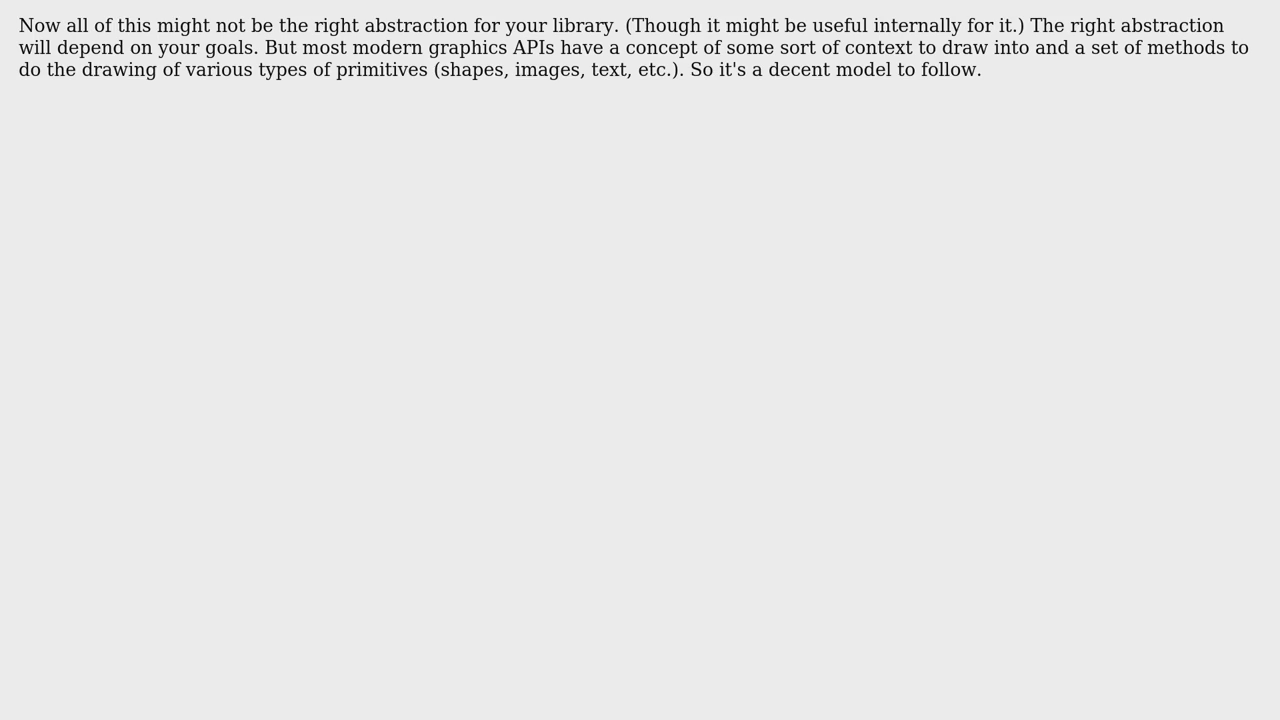 Now all of this might not be the right abstraction for your library. (Though it might be useful internally for it.) The right abstraction
will depend on your goals. But most modern graphics APIs have a concept of some sort of context to draw into and a set of methods to
do the drawing of various types of primitives (shapes, images, text, etc.). So it's a decent model to follow.